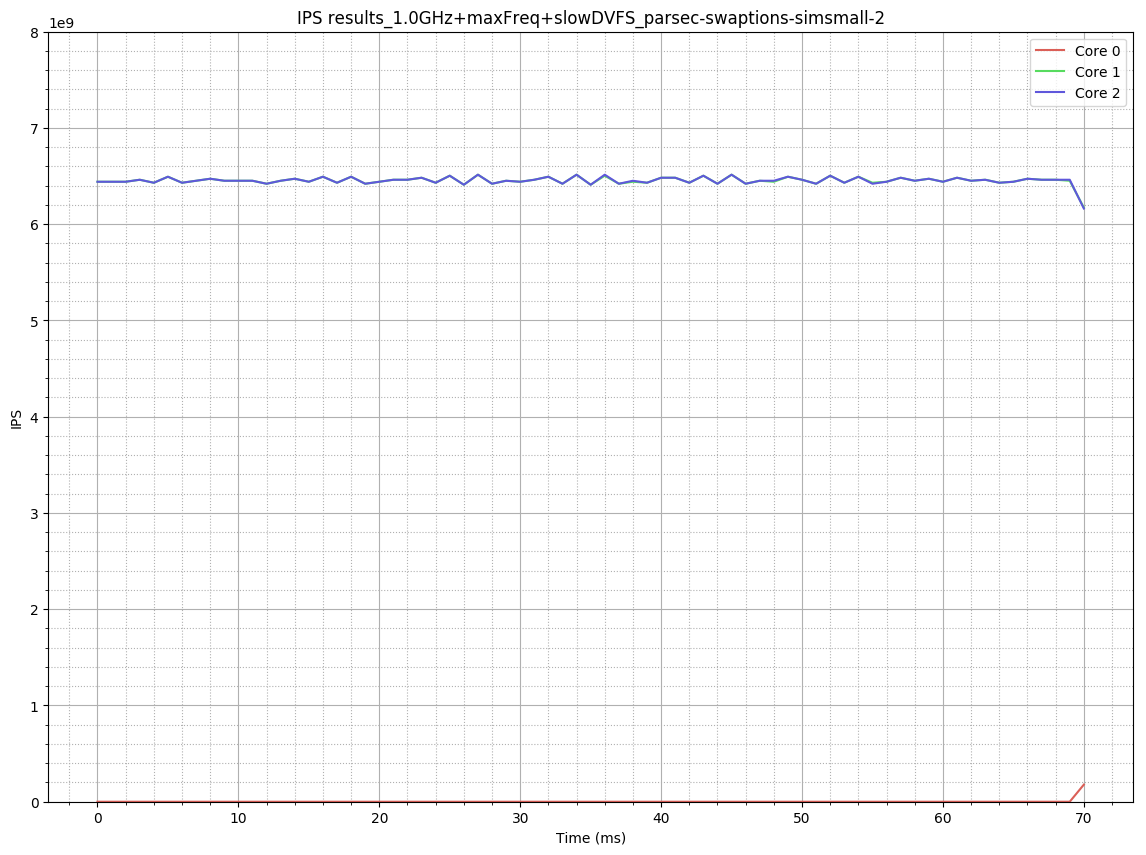 IPS results_1.0GHz+maxFreq+slowDVFS_parsec-swaptions-simsmall-2
1e9
8
7
6
5
4
3
2
1
0
IPS
Core 0
Core 1
Core 2
0 10 20 30 40 50 60 70
Time (ms)